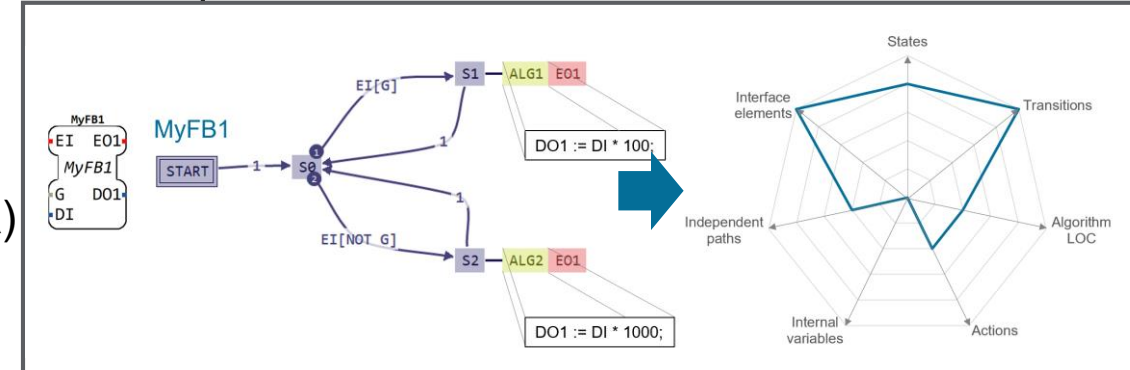 )
MyFB1
EI EO1
MyFB1
G DO1
DI
MyFB1
START
1
S0
1
2
EI[G]
1
S1
ALG1 EO1
DO1 := DI * 100;
1
EI[NOT G]
S2
ALG2 EO1
DO1 := DI * 1000;
States
Transitions
Algorithm
LOC
Actions
Internal
variables
Independent
paths
Interface
elements